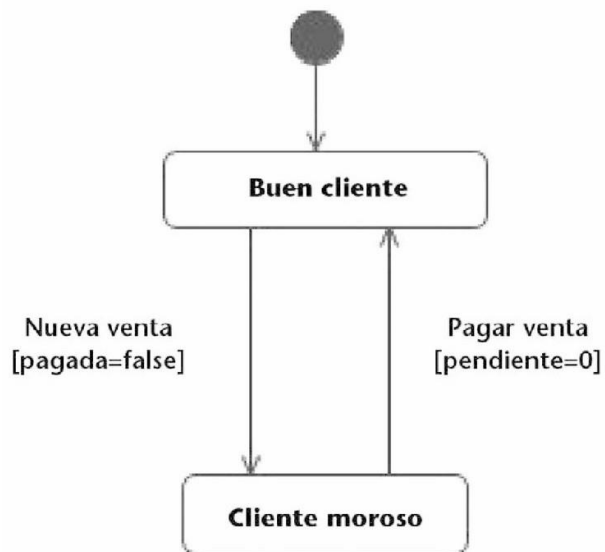 Buen cliente
Nueva venta
[pagada=false]
Pagar venta
[pendiente=0]
Cliente moroso